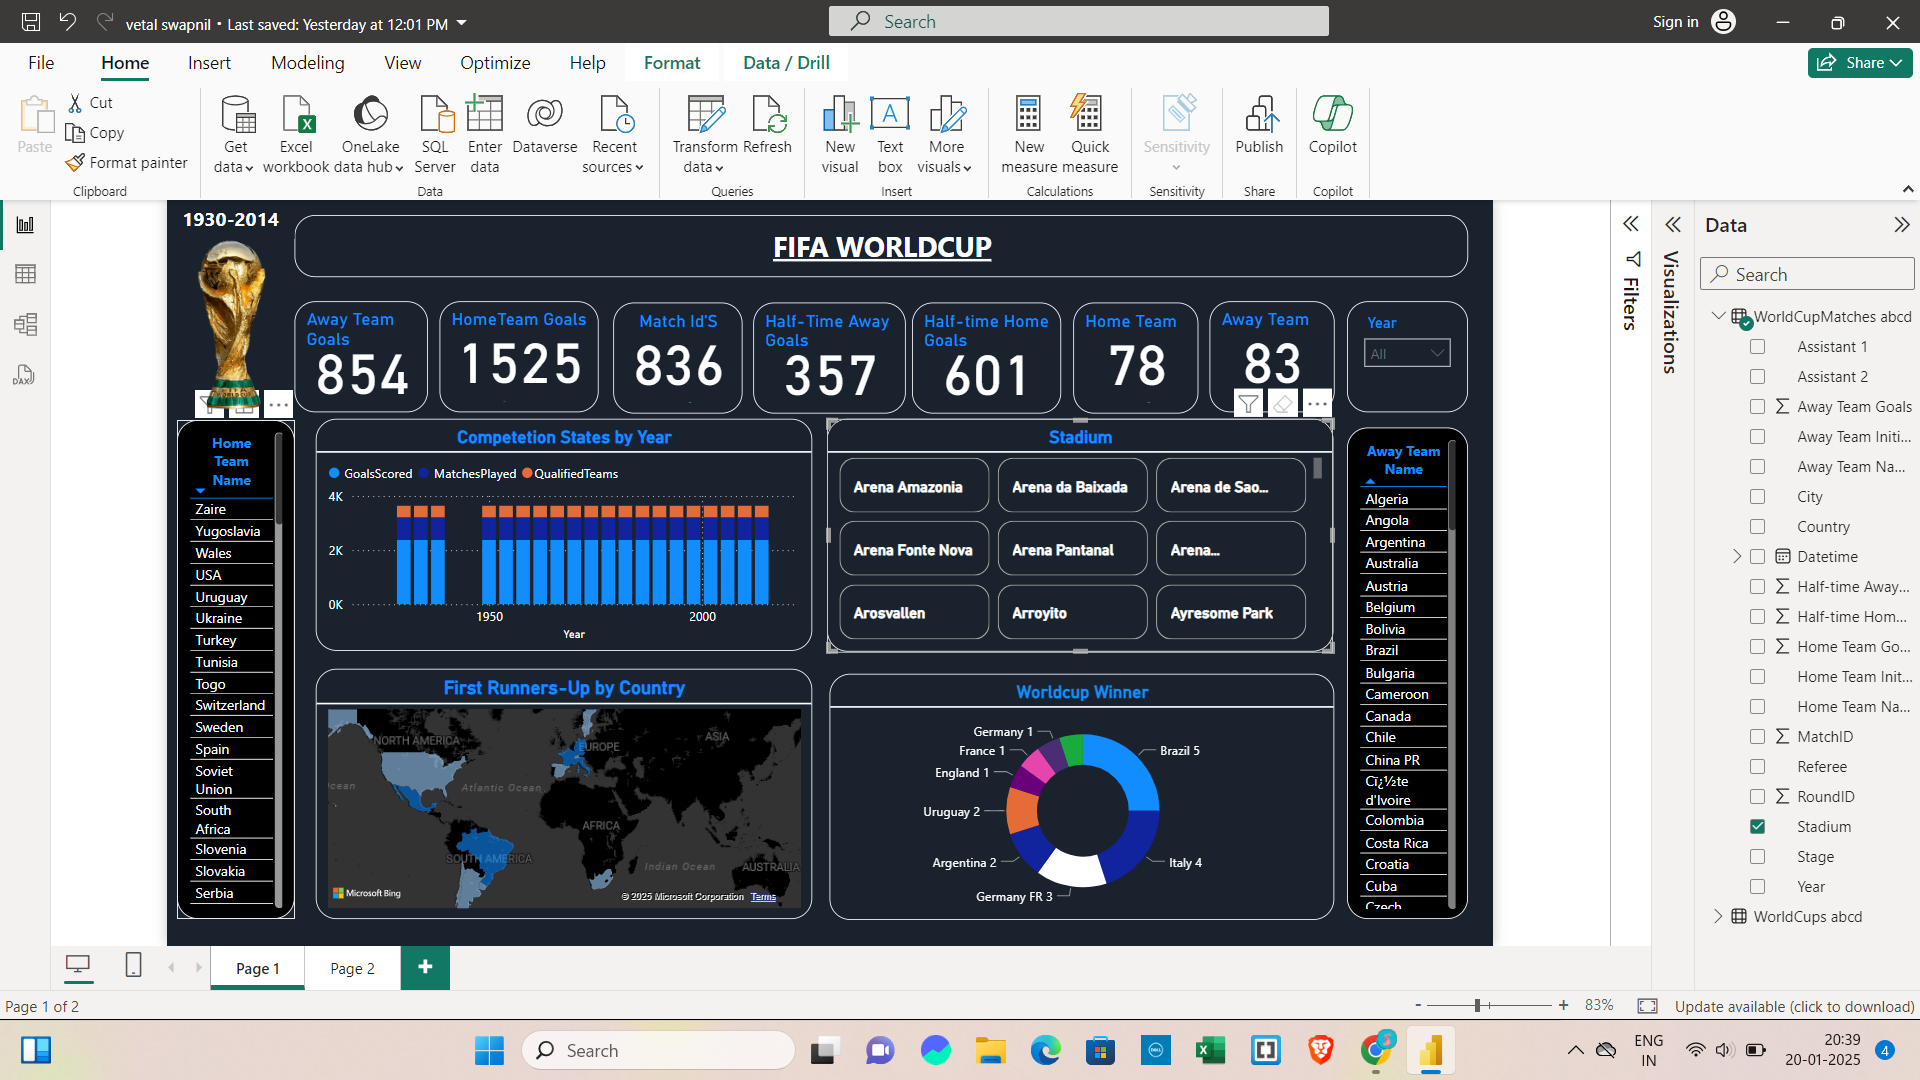 vetal swapnil • Last saved: Yesterday at 12:01 PM
Search
Sign in
File
Home
Insert
Modeling
View
Optimize
Help
Format
Data / Drill
Share
Paste
Cut
Copy
Format painter
Clipboard
Get data
Excel workbook
OneLake data hub
SQL Server
Enter data
Dataverse
Recent sources
Data
Transform data
Refresh
Queries
New visual
Text box
More visuals
Insert
New measure
Quick measure
Calculations
Sensitivity
Sensitivity
Publish
Share
Copilot
Copilot
1930-2014
FIFA WORLDCUP
Away Team Goals
854
HomeTeam Goals
1525
Match Id'S
836
Half-Time Away Goals
357
Half-time Home Goals
601
Home Team
78
Away Team
83
Year
All
Home Team Name
Zaire
Yugoslavia
Wales
USA
Uruguay
Ukraine
Turkey
Tunisia
Togo
Switzerland
Sweden
Spain
Soviet Union
South Africa
Slovenia
Slovakia
Serbia
Competetion States by Year
GoalsScored
MatchesPlayed
QualifiedTeams
4K
2K
0K
1950
2000
Year
Stadium
Arena Amazonia
Arena da Baixada
Arena de Sao...
Arena Fonte Nova
Arena Pantanal
Arena...
Arosvallen
Arroyito
Ayresome Park
First Runners-Up by Country
NORTH AMERICA
EUROPE
ASIA
Atlantic Ocean
AFRICA
SOUTH AMERICA
Indian Ocean
AUSTRALIA
Microsoft Bing
© 2025 Microsoft Corporation
Terms
Worldcup Winner
Germany 1
France 1
England 1
Uruguay 2
Argentina 2
Germany FR 3
Italy 4
Brazil 5
Away Team Name
Algeria
Angola
Argentina
Australia
Austria
Belgium
Bolivia
Brazil
Bulgaria
Cameroon
Canada
Chile
China PR
Cï¿½te d'Ivoire
Colombia
Costa Rica
Croatia
Cuba
Czech
Filters
Visualizations
Data
Search
WorldCupMatches abcd
Assistant 1
Assistant 2
Away Team Goals
Away Team Initi...
Away Team Na...
City
Country
Datetime
Half-time Away...
Half-time Hom...
Home Team Go...
Home Team Init...
Home Team Na...
MatchID
Referee
RoundID
Stadium
Stage
Year
WorldCups abcd
Page 1
Page 2
Page 1 of 2
83%
Update available (click to download)
Search
ENG
IN
20:39
20-01-2025
4